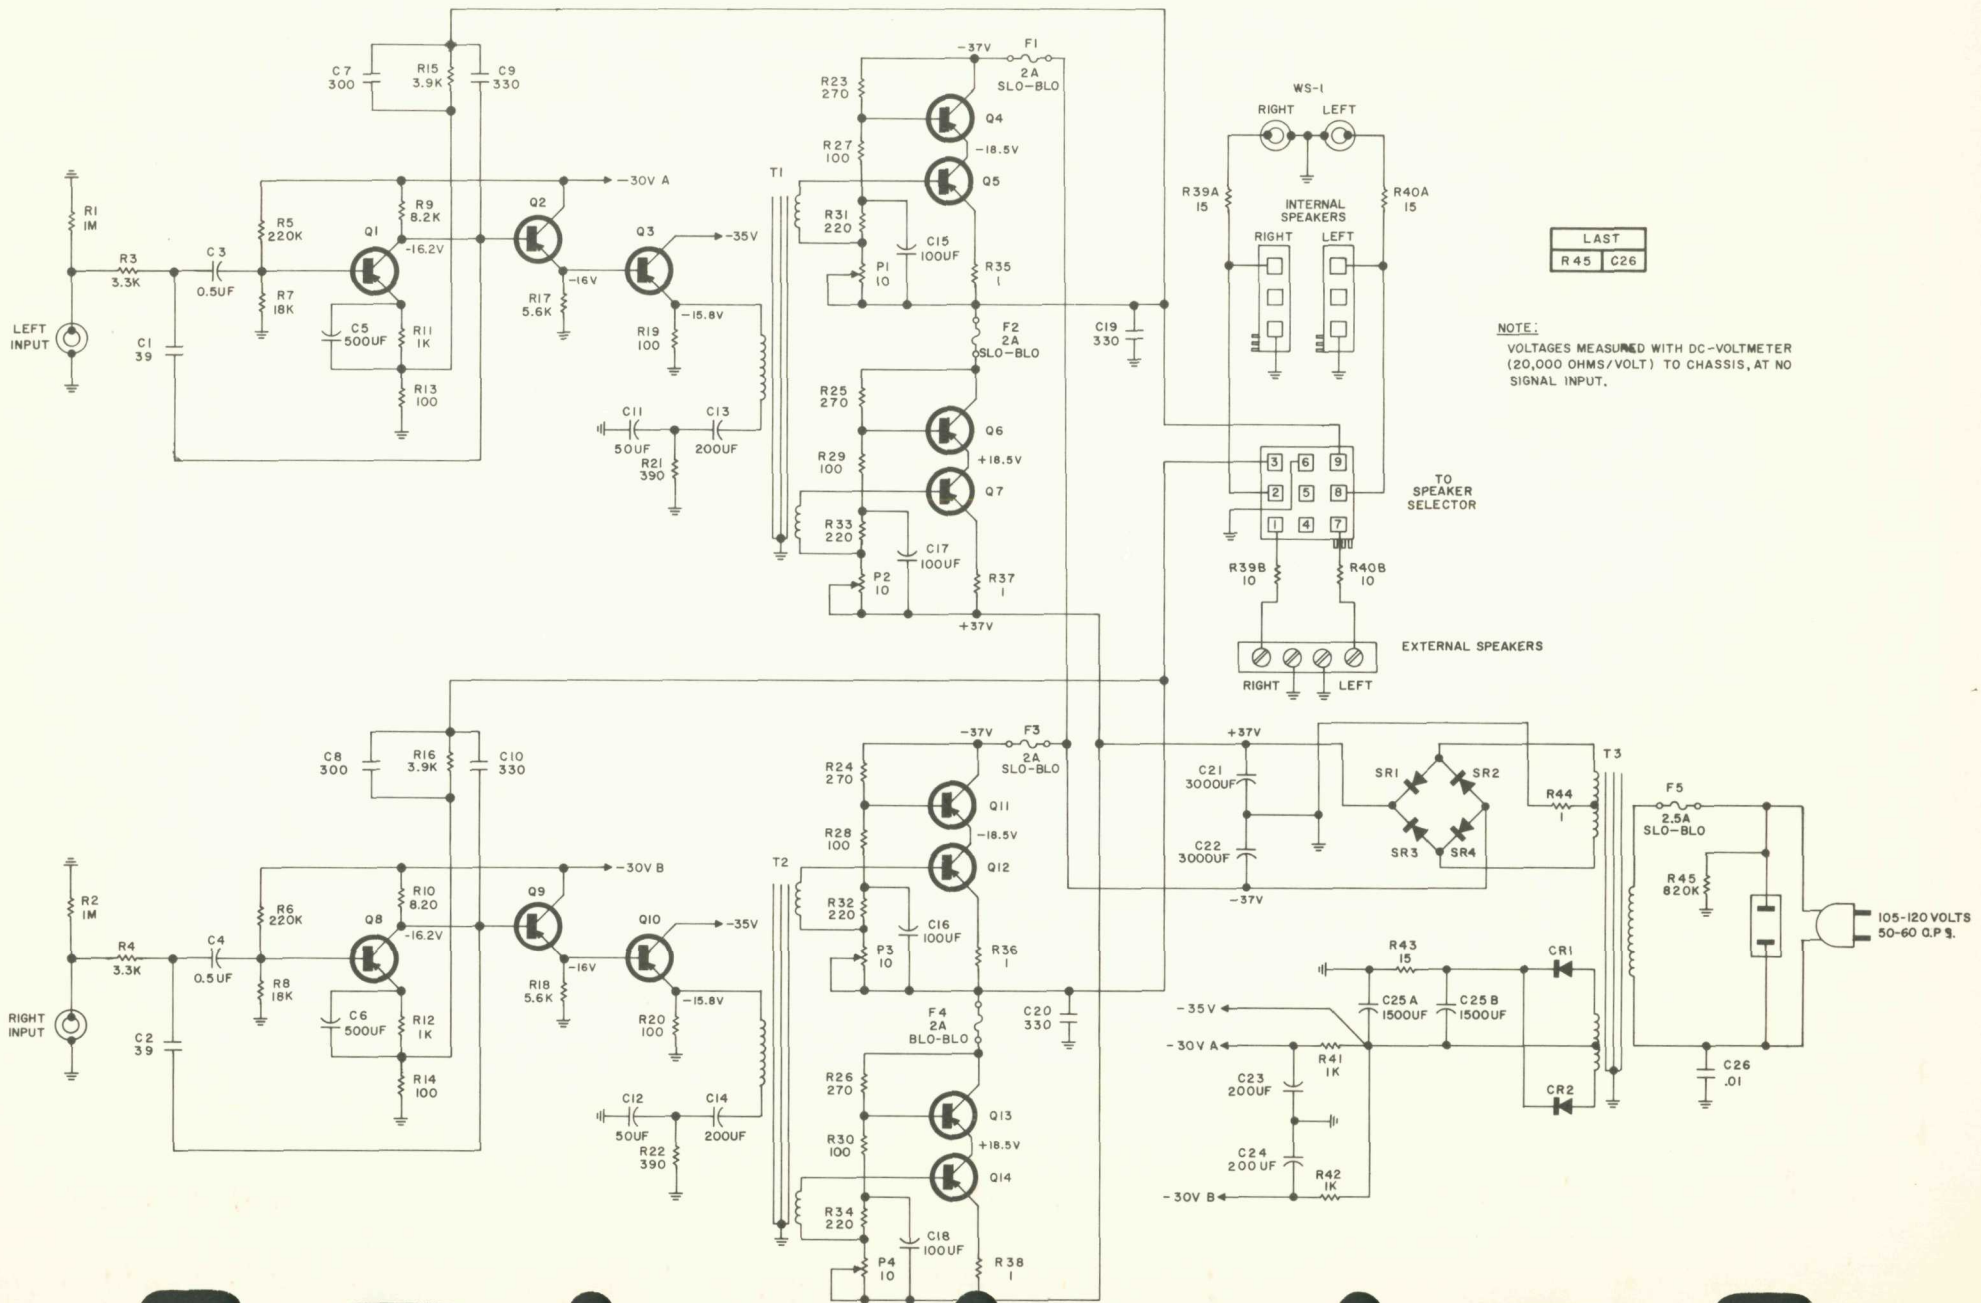 C7
300
R15
3.9K
C9
330
R1
1M
R3
3.3K
C3
0.5UF
R5
220K
R7
18K
LEFT
INPUT
C1
39
Q1
R9
8.2K
-16.2V
-30V A
C5
500UF
R11
1K
R13
100
Q2
-16V
R17
5.6K
Q3
-35V
-15.8V
R19
100
C11
50UF
C13
200UF
R21
390
T1
R23
270
R27
100
R31
220
P1
10
C15
100UF
-37V
F1
2A
SLO-BLO
Q4
-18.5V
Q5
R35
1
F2
2A
SLO-BLO
C19
330
R25
270
R29
100
R33
220
P2
10
C17
100UF
Q6
+18.5V
Q7
R37
1
+37V
WS-1
RIGHT
LEFT
R39A
15
R40A
15
INTERNAL
SPEAKERS
RIGHT
LEFT
3
6
9
2
5
8
1
4
7
TO
SPEAKER
SELECTOR
R39B
10
R40B
10
EXTERNAL SPEAKERS
RIGHT
LEFT
LAST
R45 C26
NOTE:
VOLTAGES MEASURED WITH DC-VOLTMETER
(20,000 OHMS/VOLT) TO CHASSIS, AT NO
SIGNAL INPUT.
C8
300
R16
3.9K
C10
330
R2
1M
R4
3.3K
C4
0.5UF
R6
220K
R8
18K
RIGHT
INPUT
C2
39
Q8
R10
8.20
-16.2V
-30V B
C6
500UF
R12
1K
R14
100
Q9
-16V
R18
5.6K
Q10
-35V
-15.8V
R20
100
C12
50UF
C14
200UF
R22
390
T2
R24
270
R28
100
R32
220
P3
10
C16
100UF
-37V
F3
2A
SLO-BLO
Q11
-18.5V
Q12
R36
1
F4
2A
BLO-BLO
C20
330
R26
270
R30
100
R34
220
P4
10
C18
100UF
Q13
+18.5V
Q14
R38
1
+37V
C21
3000UF
C22
3000UF
-37V
SR1
SR2
SR3
SR4
R44
1
T3
F5
2.5A
SLO-BLO
R45
820K
105-120 VOLTS
50-60 C.P.S.
C26
.01
R43
15
CR1
C25A
1500UF
C25B
1500UF
CR2
-35V
-30V A
R41
1K
C23
200UF
C24
200UF
R42
1K
-30V B